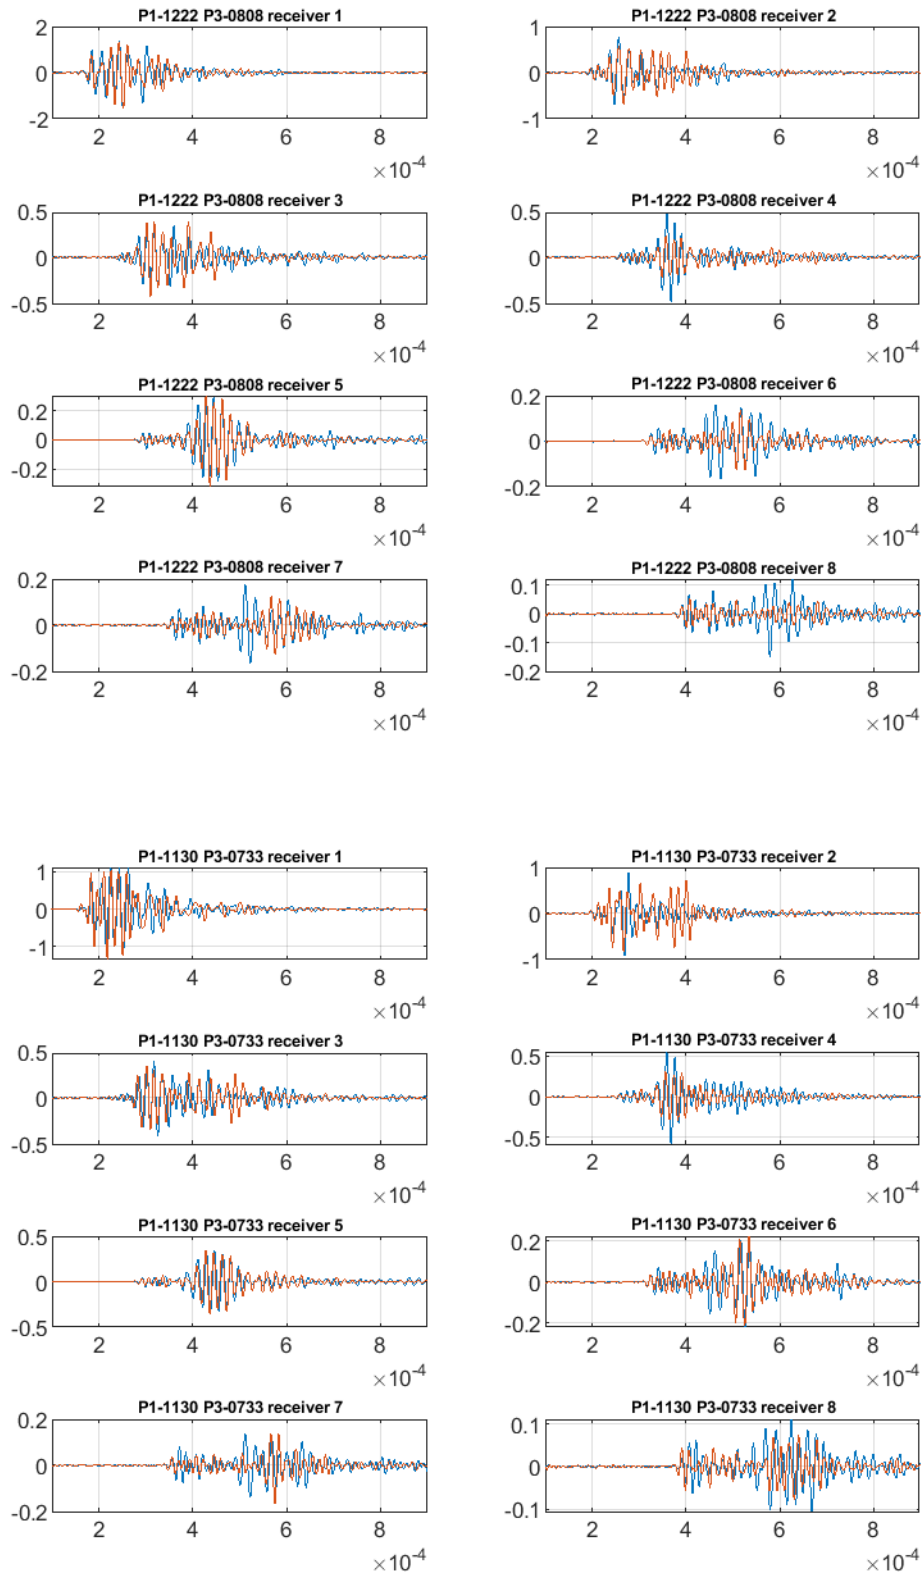 P1-1222 P3-0808 receiver 1
2
0
-2
2 4 6 8
×10-4
P1-1222 P3-0808 receiver 2
1
0
-1
2 4 6 8
×10-4
P1-1222 P3-0808 receiver 3
0.5
0
-0.5
2 4 6 8
×10-4
P1-1222 P3-0808 receiver 4
0.5
0
-0.5
2 4 6 8
×10-4
P1-1222 P3-0808 receiver 5
0.2
0
-0.2
2 4 6 8
×10-4
P1-1222 P3-0808 receiver 6
0.2
0
-0.2
2 4 6 8
×10-4
P1-1222 P3-0808 receiver 7
0.2
0
-0.2
2 4 6 8
×10-4
P1-1222 P3-0808 receiver 8
0.1
0
-0.1
-0.2
2 4 6 8
×10-4
P1-1130 P3-0733 receiver 1
1
0
-1
2 4 6 8
×10-4
P1-1130 P3-0733 receiver 2
1
0
-1
2 4 6 8
×10-4
P1-1130 P3-0733 receiver 3
0.5
0
-0.5
2 4 6 8
×10-4
P1-1130 P3-0733 receiver 4
0.5
0
-0.5
2 4 6 8
×10-4
P1-1130 P3-0733 receiver 5
0.5
0
-0.5
2 4 6 8
×10-4
P1-1130 P3-0733 receiver 6
0.2
0
-0.2
2 4 6 8
×10-4
P1-1130 P3-0733 receiver 7
0.2
0
-0.2
2 4 6 8
×10-4
P1-1130 P3-0733 receiver 8
0.1
0
-0.1
2 4 6 8
×10-4